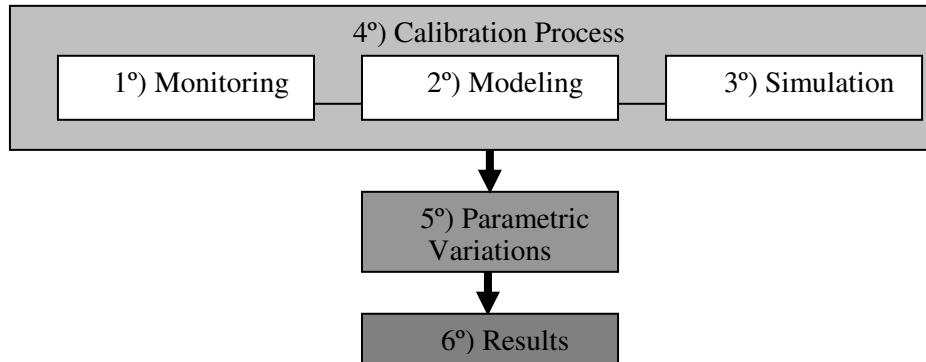 4º) Calibration Process
1º) Monitoring
2º) Modeling
3º) Simulation
5º) Parametric
Variations
6º) Results